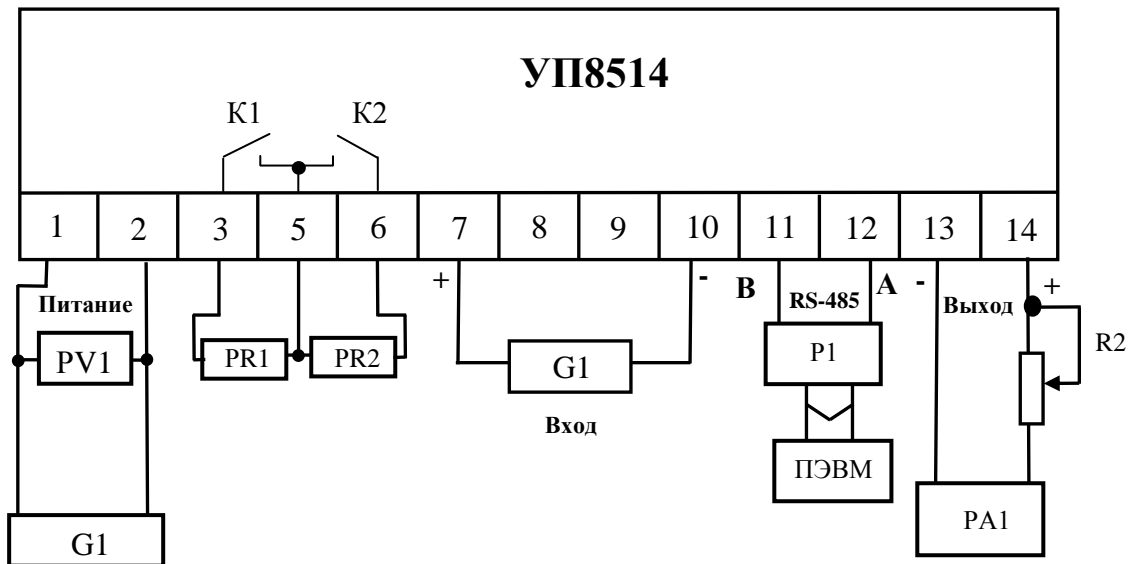 УП8514
К1 К2
1 2 3 5 6 7 8 9 10 11 12 13 14
+ - В А - +
Питание RS-485 Выход
PV1 PR1 PR2 G1 Р1 R2
Вход
ПЭВМ
G1 РА1